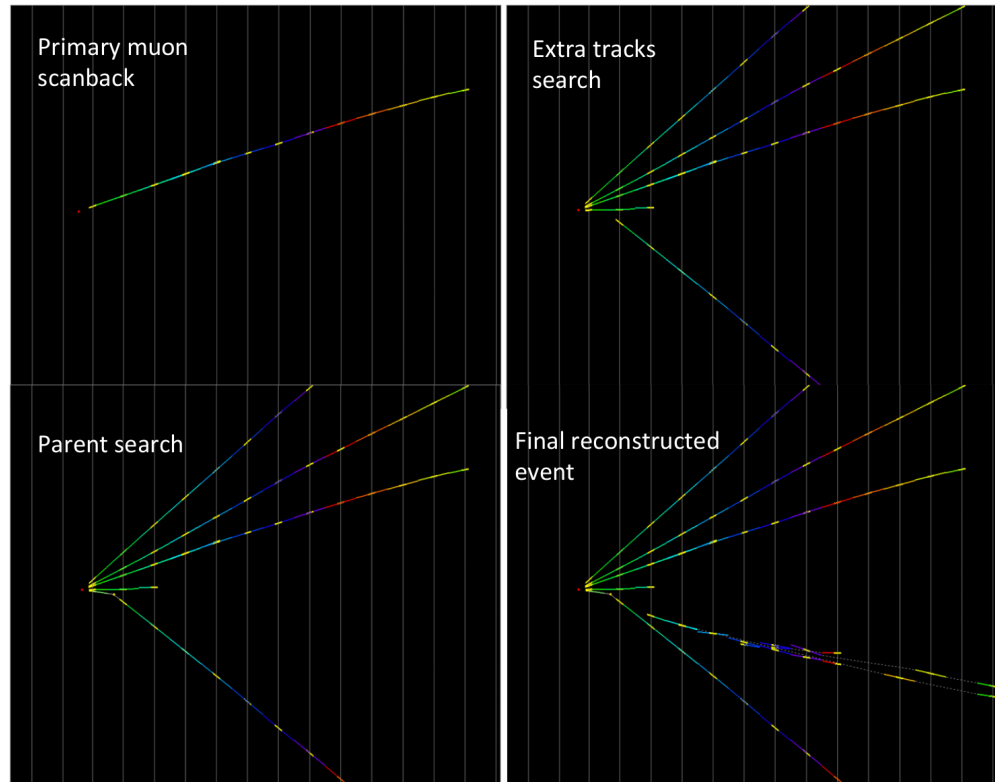 Primary muon
scanback
Extra tracks
search
Parent search
Final reconstructed
event